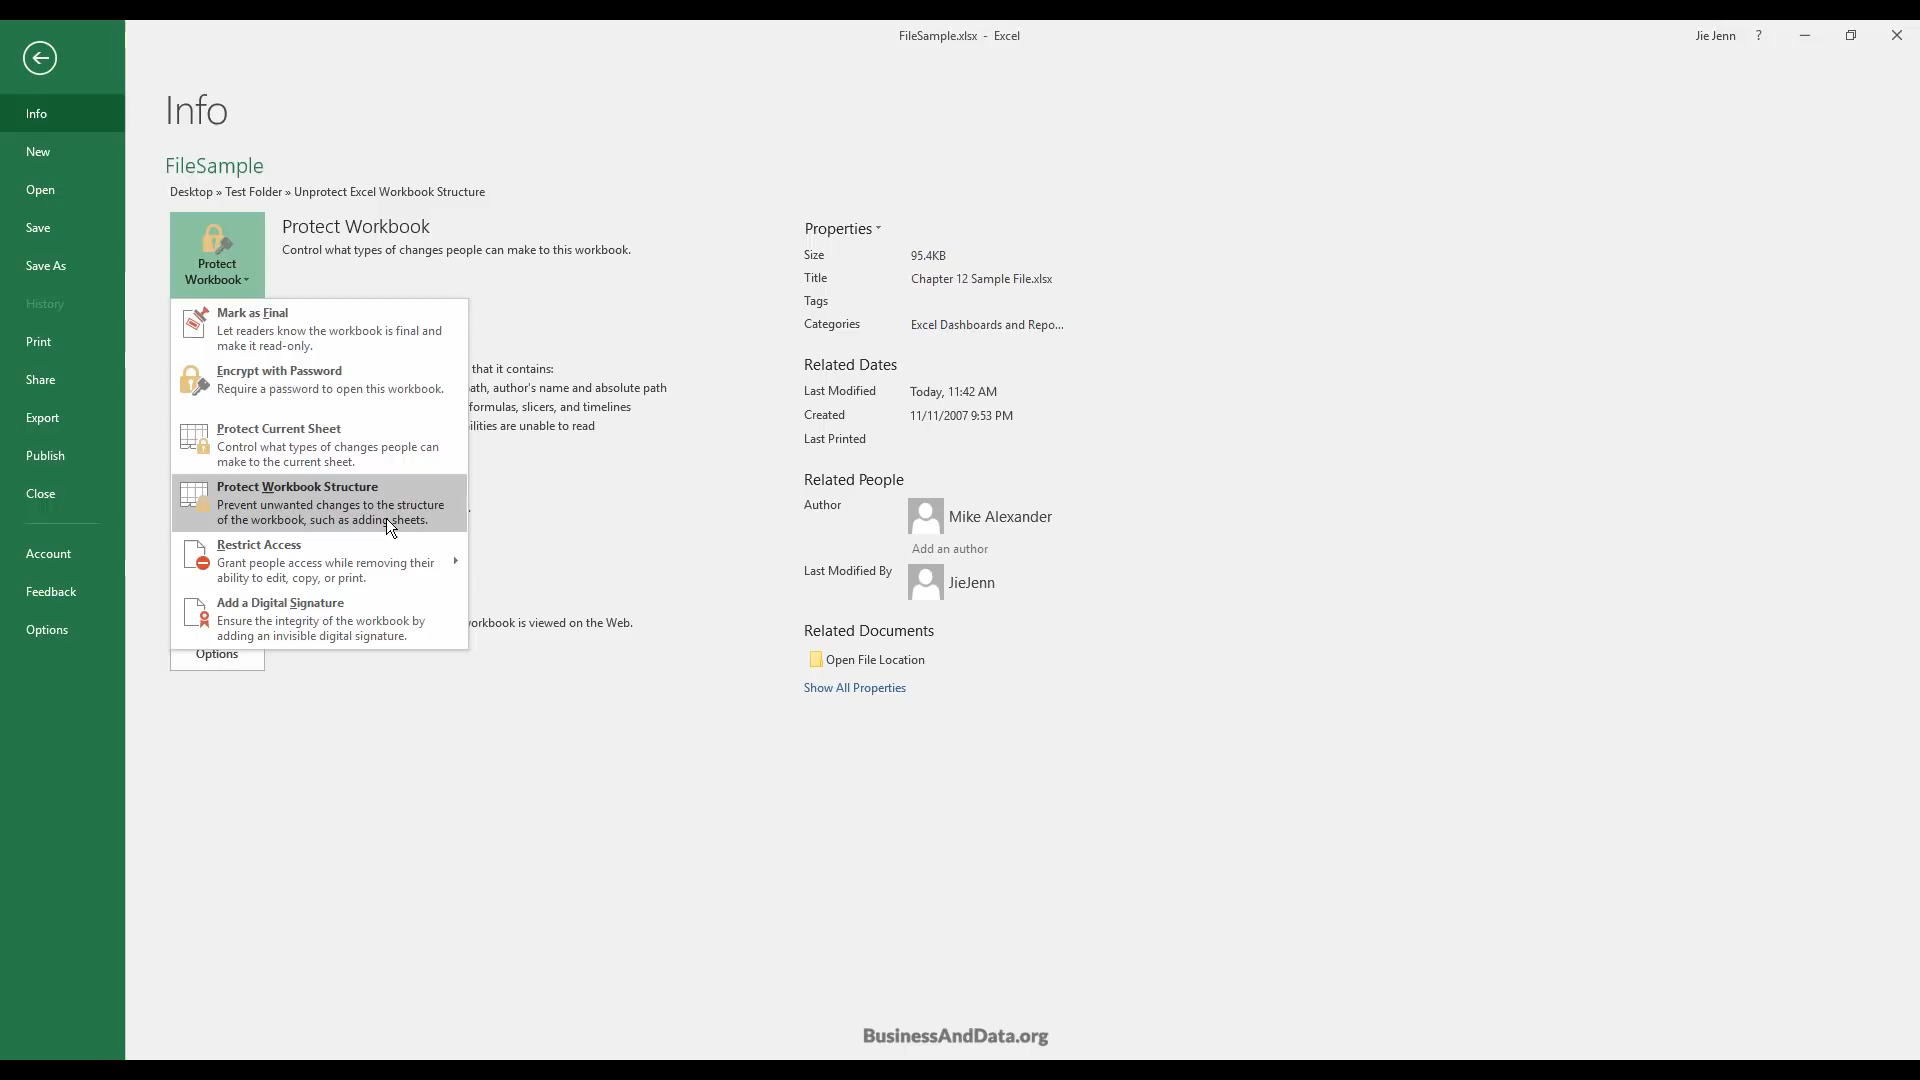 FileSample.xlsx - Excel
Jie Jenn
?
Info
New
Open
Save
Save As
History
Print
Share
Export
Publish
Close
Account
Feedback
Options
Info
FileSample
Desktop » Test Folder » Unprotect Excel Workbook Structure
Protect
Workbook
Protect Workbook
Control what types of changes people can make to this workbook.
Mark as Final
Let readers know the workbook is final and
make it read-only.
Encrypt with Password
Require a password to open this workbook.
Protect Current Sheet
Control what types of changes people can
make to the current sheet.
Protect Workbook Structure
Prevent unwanted changes to the structure
of the workbook, such as adding sheets.
Restrict Access
Grant people access while removing their
ability to edit, copy, or print.
Add a Digital Signature
Ensure the integrity of the workbook by
adding an invisible digital signature.
Options
that it contains:
ath, author's name and absolute path
formulas, slicers, and timelines
ilities are unable to read
orkbook is viewed on the Web.
Properties
Size 95.4KB
Title Chapter 12 Sample File.xlsx
Tags
Categories Excel Dashboards and Repo...
Related Dates
Last Modified Today, 11:42 AM
Created 11/11/2007 9:53 PM
Last Printed
Related People
Author Mike Alexander
Add an author
Last Modified By JieJenn
Related Documents
Open File Location
Show All Properties
BusinessAndData.org